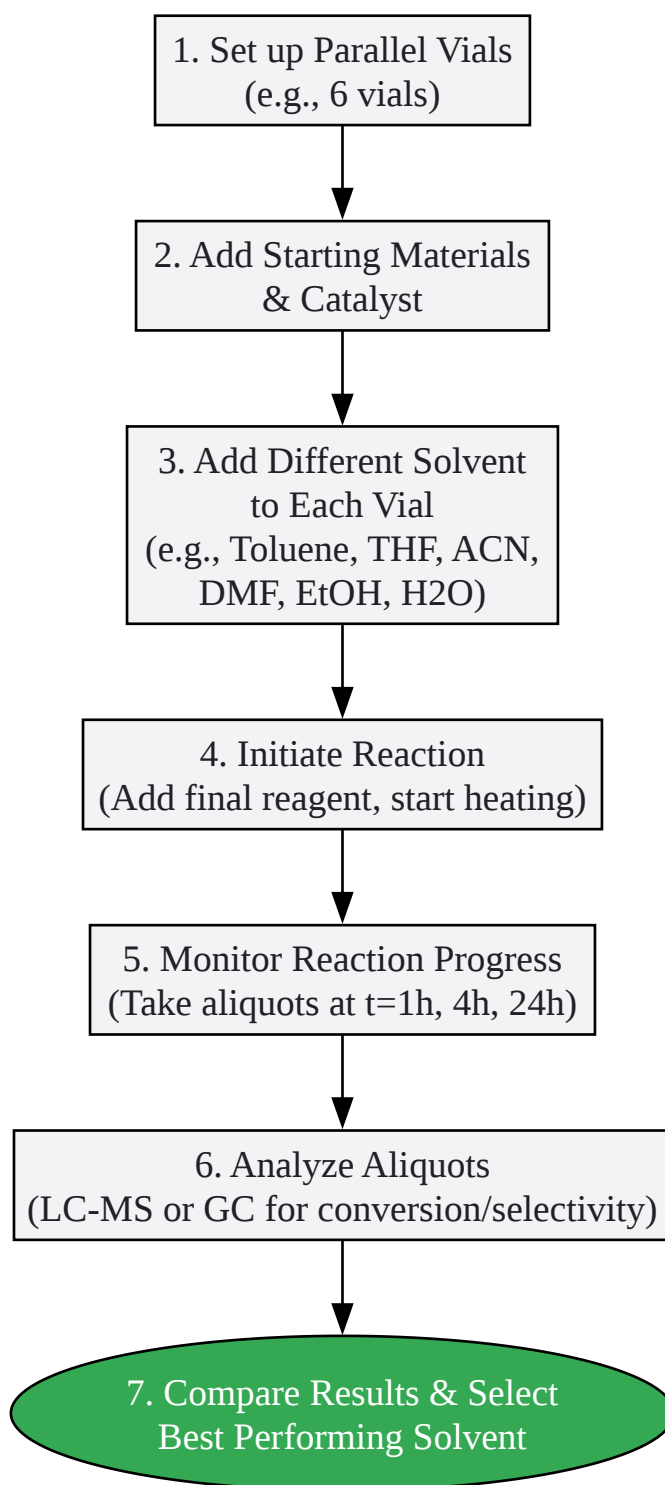 1. Set up Parallel Vials
(e.g., 6 vials)
2. Add Starting Materials
& Catalyst
3. Add Different Solvent
to Each Vial
(e.g., Toluene, THF, ACN,
DMF, EtOH, H2O)
4. Initiate Reaction
(Add final reagent, start heating)
5. Monitor Reaction Progress
(Take aliquots at t=1h, 4h, 24h)
6. Analyze Aliquots
(LC-MS or GC for conversion/selectivity)
7. Compare Results & Select
Best Performing Solvent